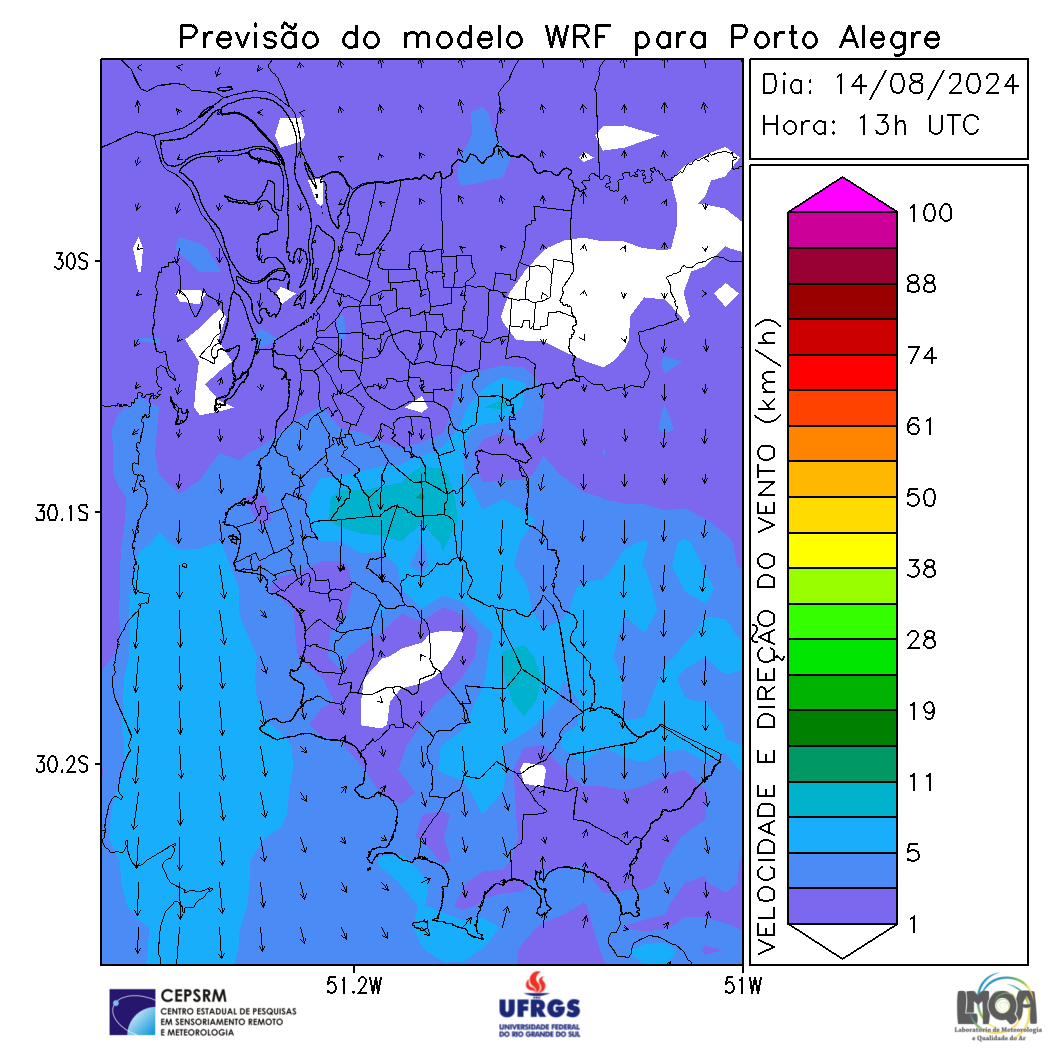 Previsão do modelo WRF para Porto Alegre
Dia: 14/08/2024
Hora: 13h UTC
30S
30.1S
30.2S
51.2W
51W
VELOCIDADE E DIREÇÃO DO VENTO (km/h)
100
88
74
61
50
38
28
19
11
5
1
CEPSRM
CENTRO ESTADUAL DE PESQUISAS
EM SENSORIAMENTO REMOTO
E METEOROLOGIA
UFRGS
UNIVERSIDADE FEDERAL
DO RIO GRANDE DO SUL
LMQA
Laboratório de Meteorologia
e Qualidade do Ar